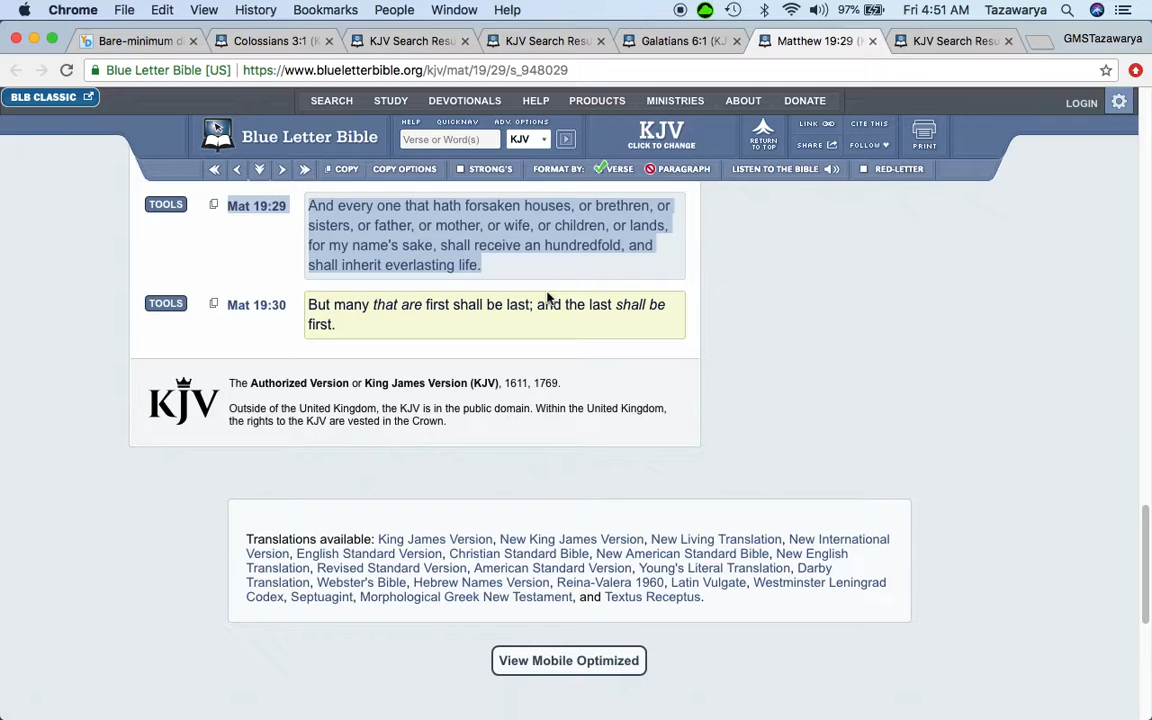 Chrome File Edit View History Bookmarks People Window Help 97% Fri 4:51 AM Tazawarya
Bare-minimum di Colossians 3:1 ( KJV Search Resu KJV Search Resu Galatians 6:1 (KJ Matthew 19:29 ( KJV Search Resu GMSTazawarya
Blue Letter Bible [US] https://www.blueletterbible.org/kjv/mat/19/29/s_948029
BLB CLASSIC SEARCH STUDY DEVOTIONALS HELP PRODUCTS MINISTRIES ABOUT DONATE LOGIN
HELP QUICKNAV ADV. OPTIONS
Blue Letter Bible Verse or Word(s) KJV KJV CLICK TO CHANGE RETURN TO TOP LINK CITE THIS SHARE FOLLOW PRINT
COPY COPY OPTIONS STRONG'S FORMAT BY: VERSE PARAGRAPH LISTEN TO THE BIBLE RED-LETTER
TOOLS Mat 19:29 And every one that hath forsaken houses, or brethren, or
sisters, or father, or mother, or wife, or children, or lands,
for my name's sake, shall receive an hundredfold, and
shall inherit everlasting life.
TOOLS Mat 19:30 But many that are first shall be last; and the last shall be
first.
KJV
The Authorized Version or King James Version (KJV), 1611, 1769.
Outside of the United Kingdom, the KJV is in the public domain. Within the United Kingdom,
the rights to the KJV are vested in the Crown.
Translations available: King James Version, New King James Version, New Living Translation, New International
Version, English Standard Version, Christian Standard Bible, New American Standard Bible, New English
Translation, Revised Standard Version, American Standard Version, Young's Literal Translation, Darby
Translation, Webster's Bible, Hebrew Names Version, Reina-Valera 1960, Latin Vulgate, Westminster Leningrad
Codex, Septuagint, Morphological Greek New Testament, and Textus Receptus.
View Mobile Optimized